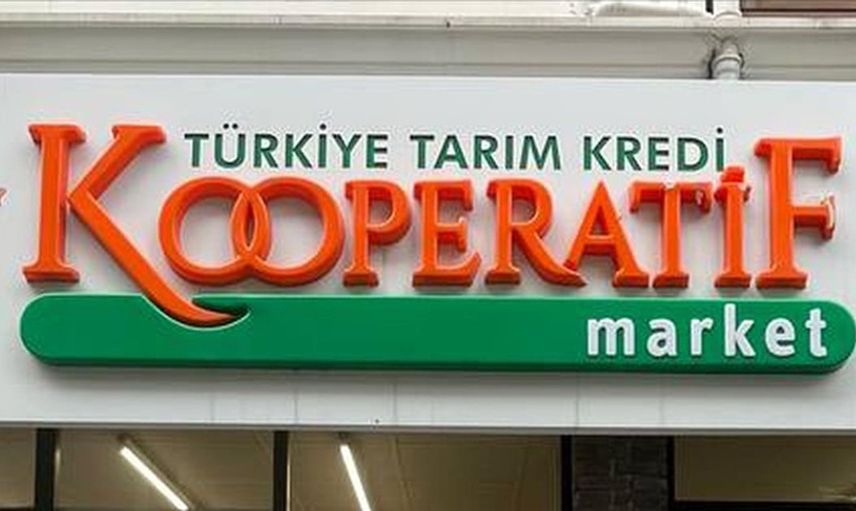 TÜRKİYE TARIM KREDİ
KOOPERATİF
market